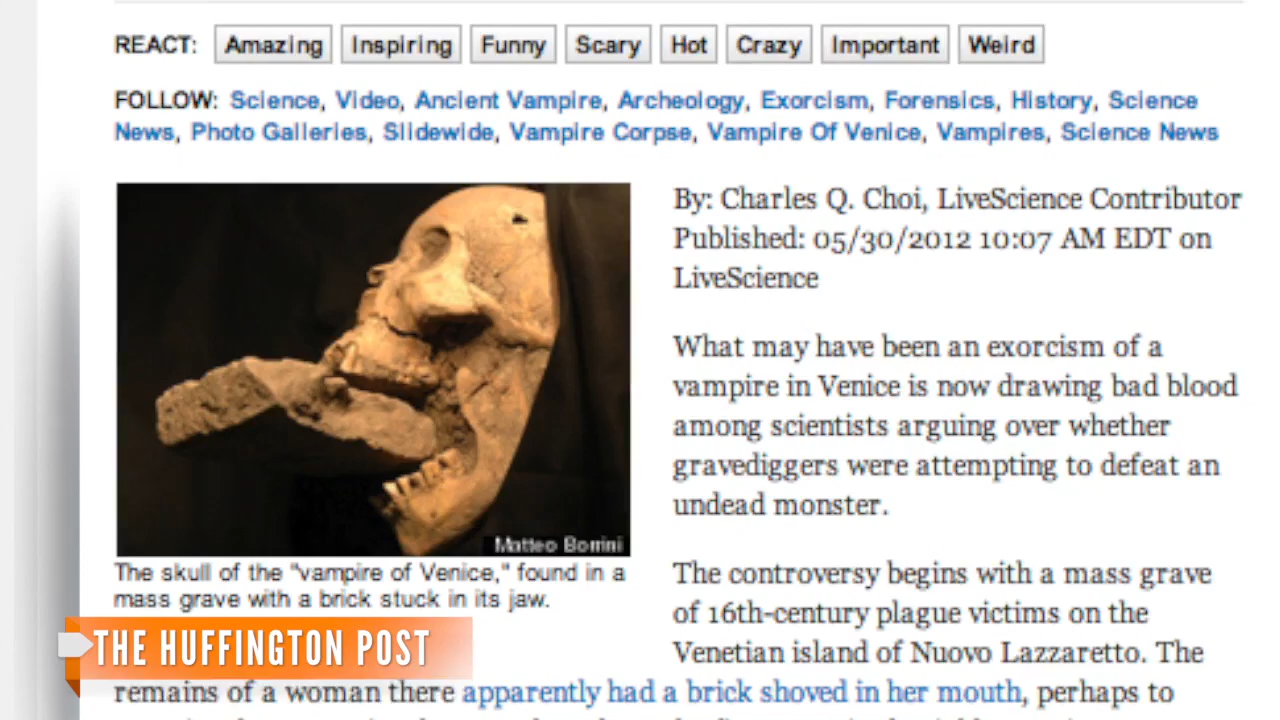 REACT: Amazing Inspiring Funny Scary Hot Crazy Important Weird
FOLLOW: Science, Video, Ancient Vampire, Archeology, Exorcism, Forensics, History, Science
News, Photo Galleries, Slidewide, Vampire Corpse, Vampire Of Venice, Vampires, Science News
Matteo Borrini
The skull of the "vampire of Venice," found in a
mass grave with a brick stuck in its jaw.
By: Charles Q. Choi, LiveScience Contributor
Published: 05/30/2012 10:07 AM EDT on
LiveScience
What may have been an exorcism of a
vampire in Venice is now drawing bad blood
among scientists arguing over whether
gravediggers were attempting to defeat an
undead monster.
The controversy begins with a mass grave
of 16th-century plague victims on the
Venetian island of Nuovo Lazzaretto. The
remains of a woman there apparently had a brick shoved in her mouth, perhaps to
THE HUFFINGTON POST